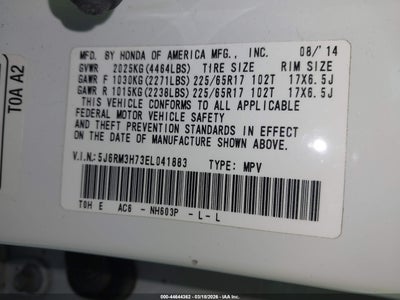 MFD. BY HONDA OF AMERICA MFG., INC. 08/'14
GVWR 2025KG(4464LBS) TIRE SIZE RIM SIZE
GAWR F 1030KG(2271LBS) 225/65R17 102T 17X6.5J
GAWR R 1015KG(2238LBS) 225/65R17 102T 17X6.5J
THIS VEHICLE CONFORMS TO ALL APPLICABLE
FEDERAL MOTOR VEHICLE SAFETY
AND THEFT PREVENTION STANDARDS IN EFFECT ON
THE DATE OF MANUFACTURE SHOWN ABOVE.
V.I.N.:5J6RM3H73EL041883 TYPE: MPV
T0H E AC6 - NH603P - L - L
T0A A2
000-44644362 - 03/18/2026 - IAA Inc.